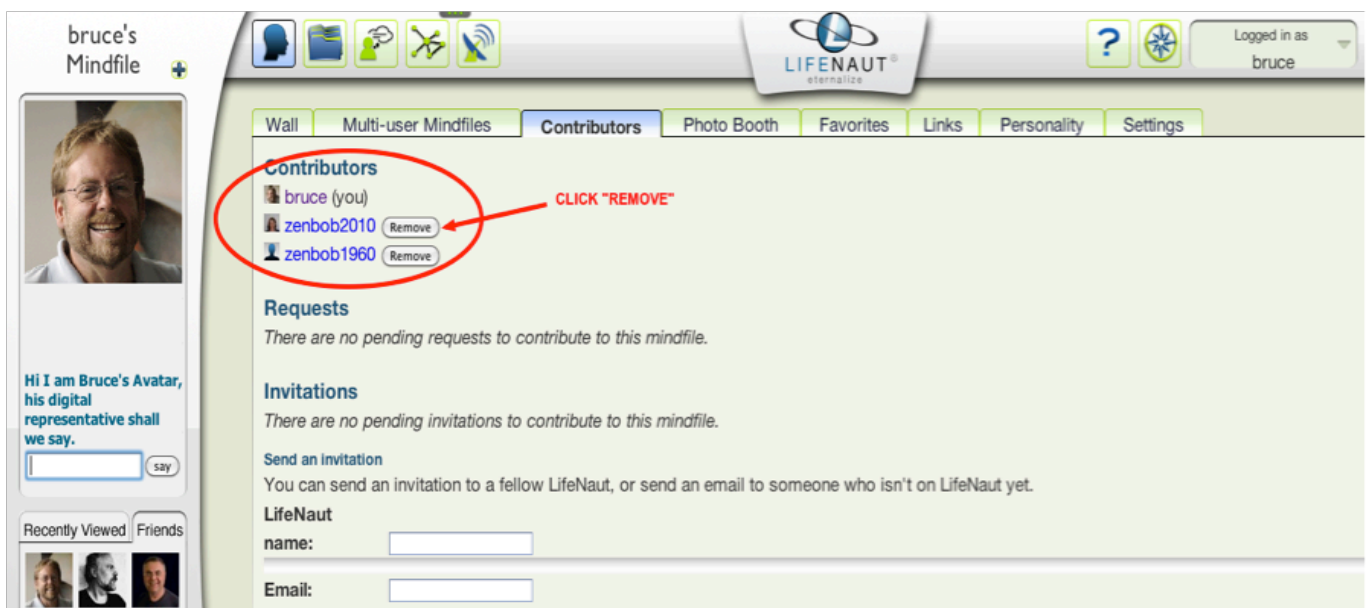 bruce's
Mindfile
LIFENAUT®
eternalize
?
Logged in as
bruce
Wall
Multi-user Mindfiles
Contributors
Photo Booth
Favorites
Links
Personality
Settings
Contributors
bruce (you)
CLICK "REMOVE"
zenbob2010 Remove
zenbob1960 Remove
Requests
There are no pending requests to contribute to this mindfile.
Invitations
There are no pending invitations to contribute to this mindfile.
Send an invitation
You can send an invitation to a fellow LifeNaut, or send an email to someone who isn't on LifeNaut yet.
LifeNaut
name:
Email:
Hi I am Bruce's Avatar,
his digital
representative shall
we say.
say
Recently Viewed
Friends